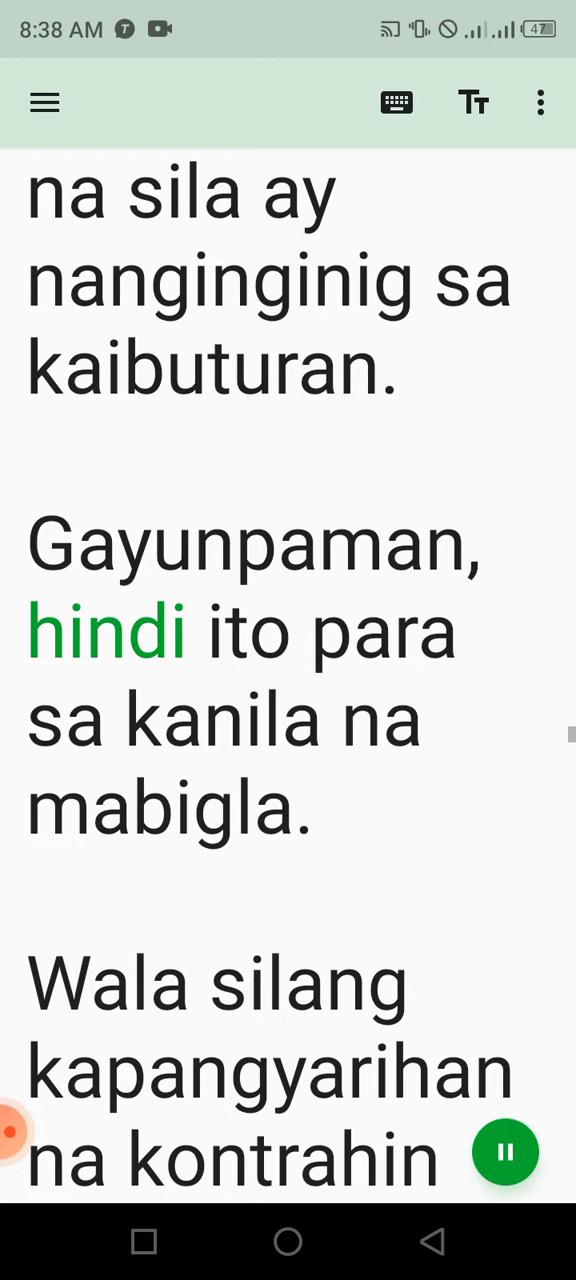 8:38 AM
47
na sila ay
nanginginig sa
kaibuturan.
Gayunpaman,
hindi ito para
sa kanila na
mabigla.
Wala silang
kapangyarihan
na kontrahin